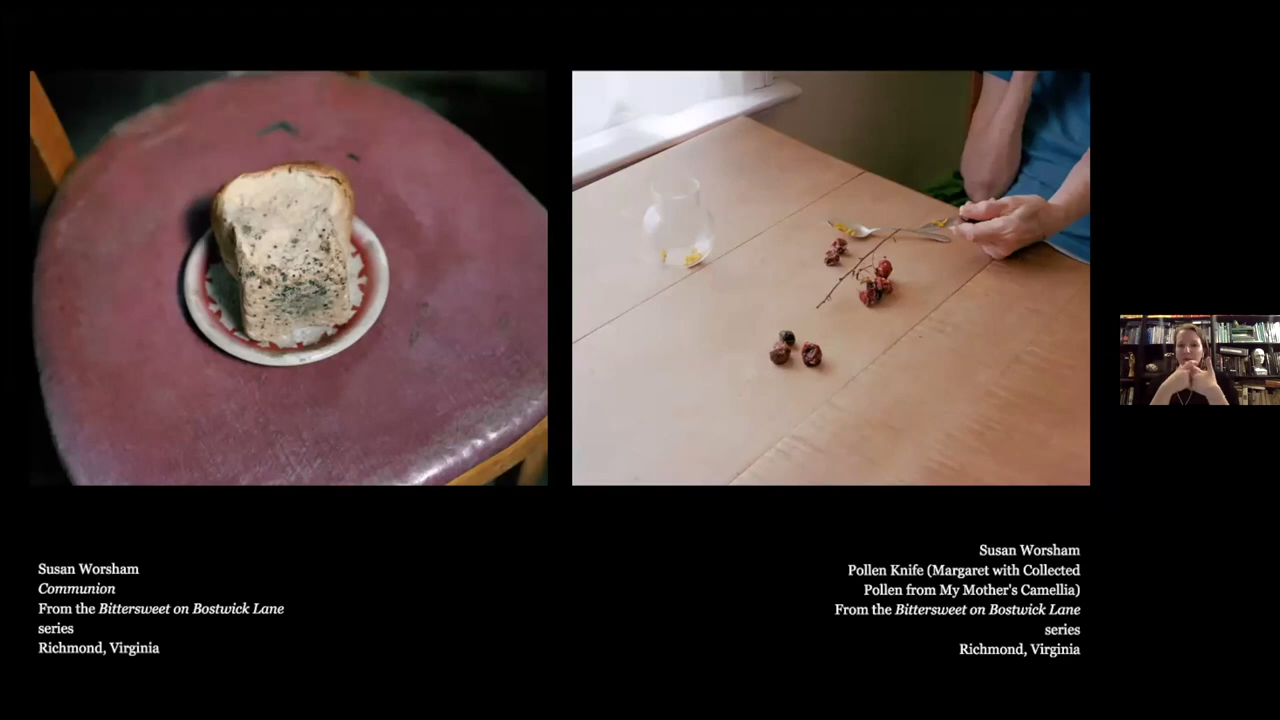 Susan Worsham
Communion
From the Bittersweet on Bostwick Lane
series
Richmond, Virginia
Susan Worsham
Pollen Knife (Margaret with Collected
Pollen from My Mother's Camellia)
From the Bittersweet on Bostwick Lane
series
Richmond, Virginia